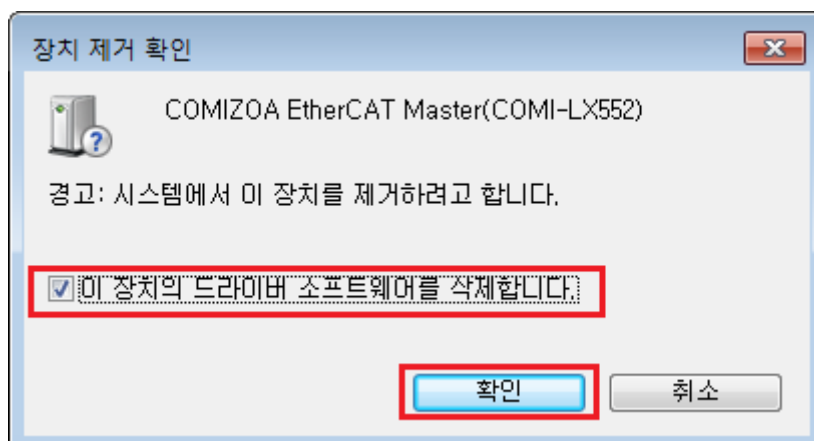 장치 제거 확인
COMIZOA EtherCAT Master(COMI-LX552)
경고: 시스템에서 이 장치를 제거하려고 합니다.
이 장치의 드라이버 소프트웨어를 삭제합니다.
확인
취소